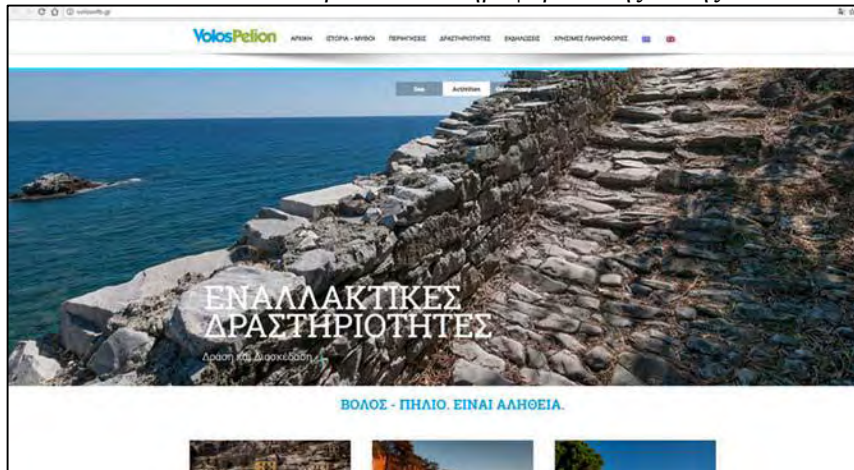 VolosPelion ΑΡΧΙΚΗ ΙΣΤΟΡΙΑ - ΜΥΘΟΙ ΠΕΡΙΗΓΗΣΕΙΣ ΔΡΑΣΤΗΡΙΟΤΗΤΕΣ ΕΚΔΗΛΩΣΕΙΣ ΧΡΗΣΙΜΕΣ ΠΛΗΡΟΦΟΡΙΕΣ
Sea Activities
ΕΝΑΛΛΑΚΤΙΚΕΣ
ΔΡΑΣΤΗΡΙΟΤΗΤΕΣ
Δράση και Διασκέδαση
ΒΟΛΟΣ - ΠΗΛΙΟ. ΕΙΝΑΙ ΑΛΗΘΕΙΑ.